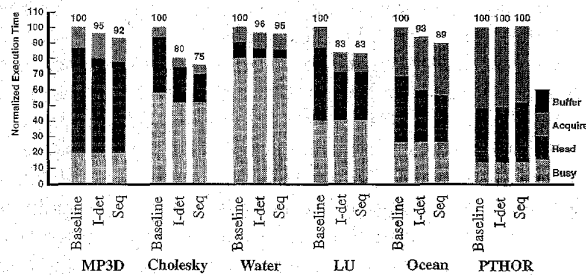 Normalized Execution Time
110
100
90
80
70
60
50
40
30
20
10
0
100 95 92
100 80 75
100 96 95
100 83 83
100 93 89
100 100 100
Buffer
Acquire
Read
Busy
Baseline I-det Seq
Baseline I-det Seq
Baseline I-det Seq
Baseline I-det Seq
Baseline I-det Seq
Baseline I-det Seq
MP3D Cholesky Water LU Ocean PTHOR